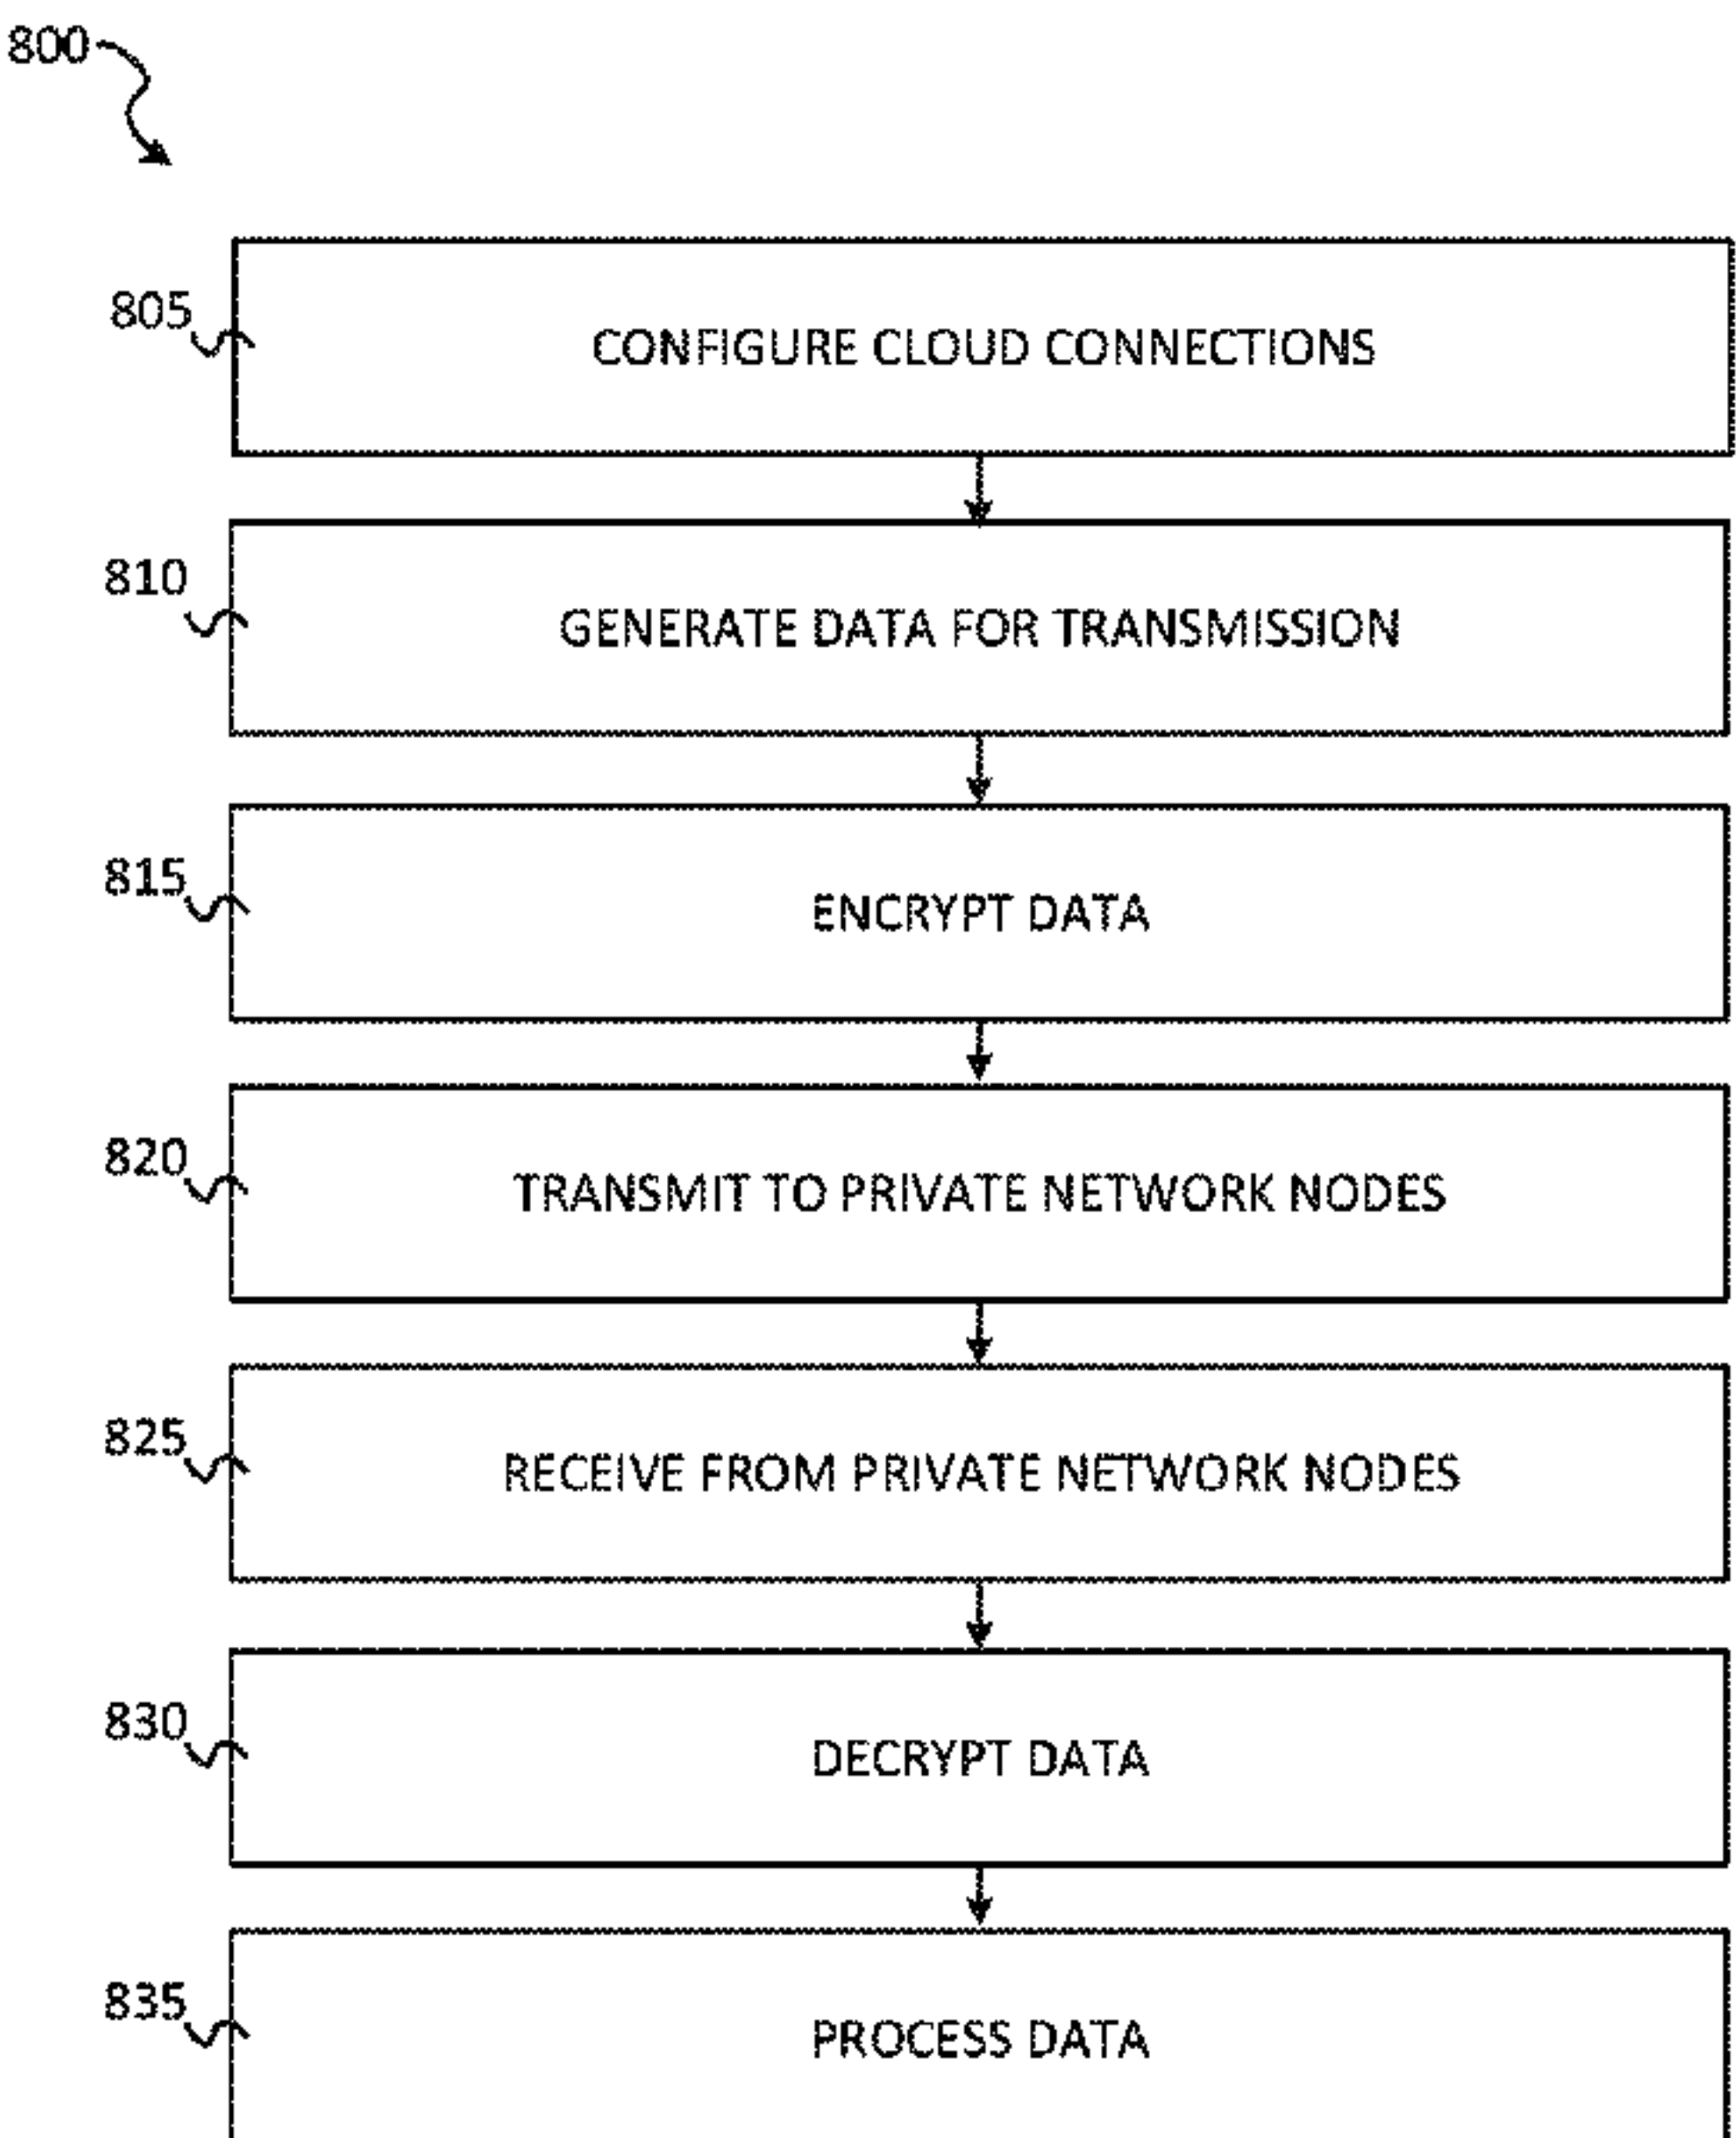 800
805
CONFIGURE CLOUD CONNECTIONS
810
GENERATE DATA FOR TRANSMISSION
815
ENCRYPT DATA
820
TRANSMIT TO PRIVATE NETWORK NODES
825
RECEIVE FROM PRIVATE NETWORK NODES
830
DECRYPT DATA
835
PROCESS DATA